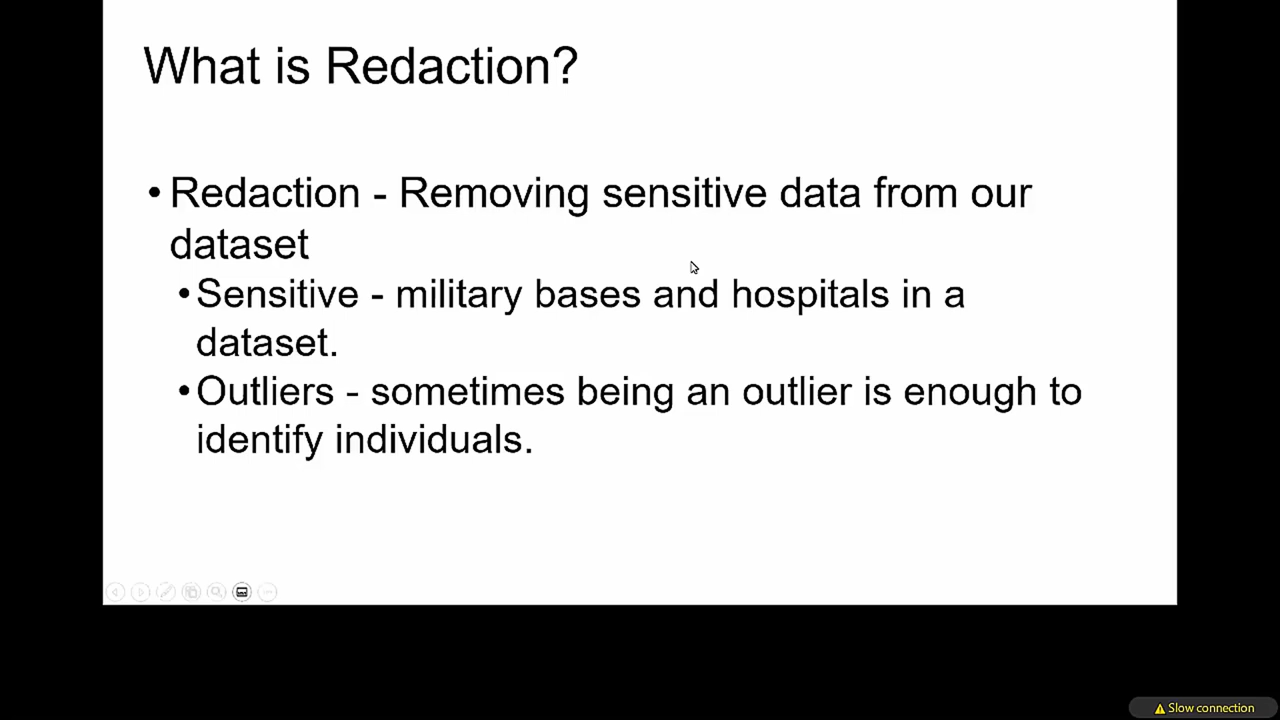 What is Redaction?
• Redaction - Removing sensitive data from our
dataset
• Sensitive - military bases and hospitals in a
dataset.
• Outliers - sometimes being an outlier is enough to
identify individuals.
Slow connection